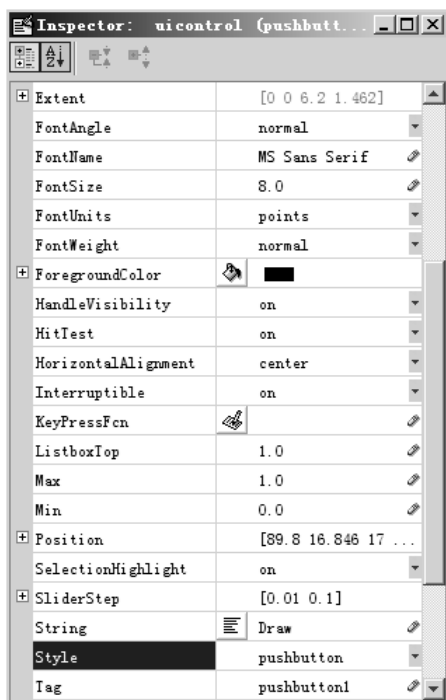 Inspector: uicontrol (pushbutt...
Extent [0 0 6.2 1.462]
FontAngle normal
FontName MS Sans Serif
FontSize 8.0
FontUnits points
FontWeight normal
ForegroundColor
HandleVisibility on
HitTest on
HorizontalAlignment center
Interruptible on
KeyPressFcn
ListboxTop 1.0
Max 1.0
Min 0.0
Position [89.8 16.846 17 ...
SelectionHighlight on
SliderStep [0.01 0.1]
String Draw
Style pushbutton
Tag pushbutton1